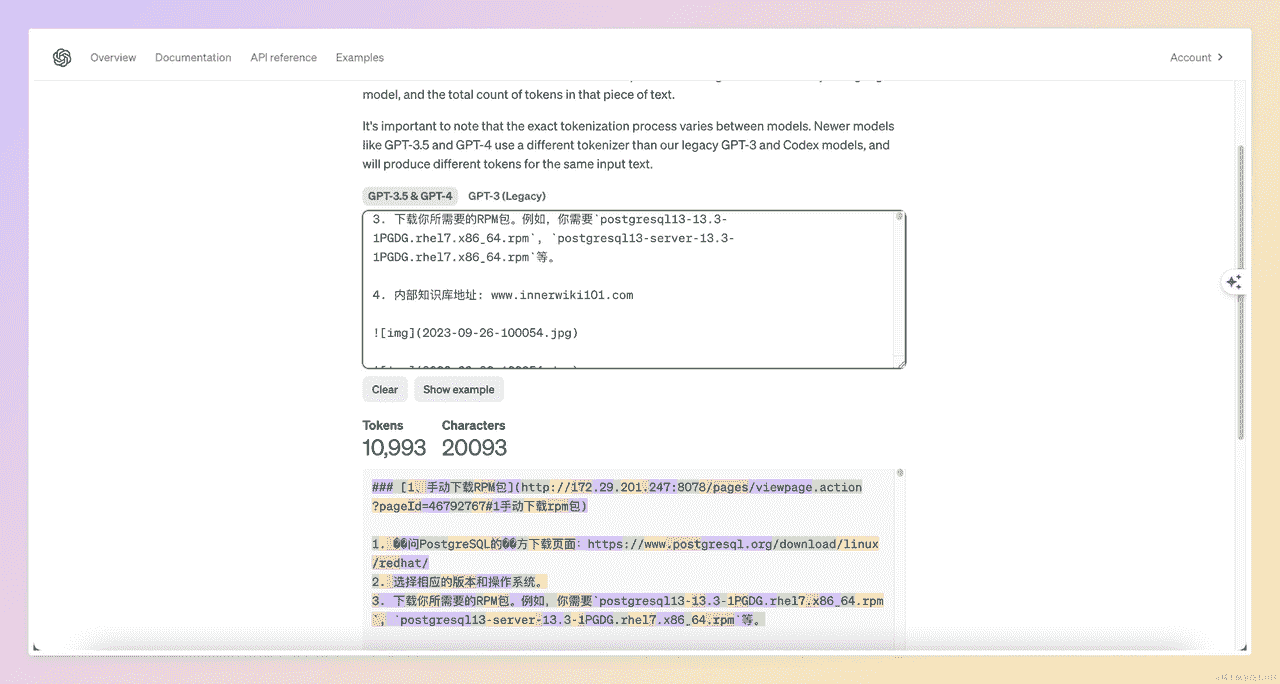 Overview Documentation API reference Examples Account
model, and the total count of tokens in that piece of text.
It's important to note that the exact tokenization process varies between models. Newer models
like GPT-3.5 and GPT-4 use a different tokenizer than our legacy GPT-3 and Codex models, and
will produce different tokens for the same input text.
GPT-3.5 & GPT-4 GPT-3 (Legacy)
3. 下载你所需要的RPM包。例如，你需要`postgresql13-13.3-
1PGDG.rhel7.x86_64.rpm`，`postgresql13-server-13.3-
1PGDG.rhel7.x86_64.rpm`等。
4. 内部知识库地址: www.innerwiki101.com
![img](2023-09-26-100054.jpg)
Clear Show example
Tokens Characters
10,993 20093
### [1、手动下载RPM包](http://172.29.201.247:8078/pages/viewpage.action
?pageId=46792767#1手动下载rpm包)
1. ��问PostgreSQL的��方下载页面：https://www.postgresql.org/download/linux
/redhat/
2. 选择相应的版本和操作系统。
3. 下载你所需要的RPM包。例如，你需要`postgresql13-13.3-1PGDG.rhel7.x86_64.rpm
`，`postgresql13-server-13.3-1PGDG.rhel7.x86_64.rpm`等。